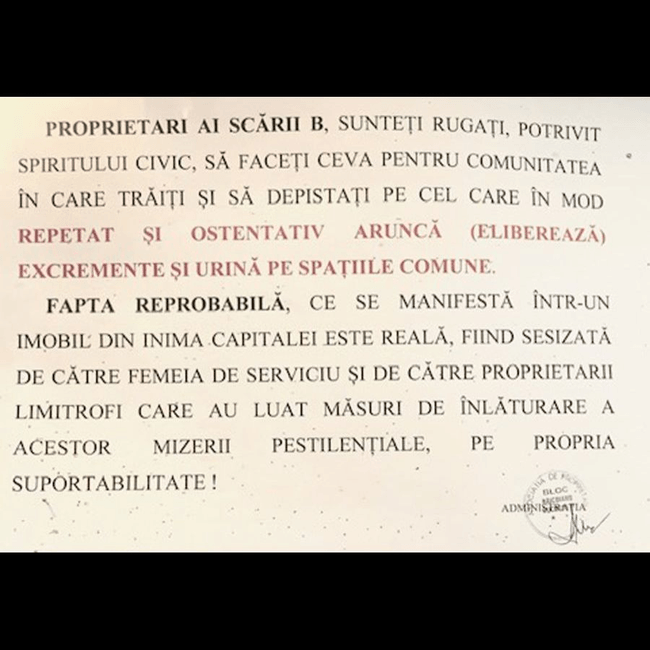 PROPRIETARI AI SCĂRII B, SUNTEȚI RUGAȚI, POTRIVIT
SPIRITULUI CIVIC, SĂ FACEȚI CEVA PENTRU COMUNITATEA
ÎN CARE TRĂIȚI ȘI SĂ DEPISTAȚI PE CEL CARE ÎN MOD
REPETAT ȘI OSTENTATIV ARUNCĂ (ELIBEREAZĂ)
EXCREMENTE ȘI URINĂ PE SPAȚIILE COMUNE.
FAPTA REPROBABILĂ, CE SE MANIFESTĂ ÎNTR-UN
IMOBIL DIN INIMA CAPITALEI ESTE REALĂ, FIIND SESIZATĂ
DE CĂTRE FEMEIA DE SERVICIU ȘI DE CĂTRE PROPRIETARII
LIMITROFI CARE AU LUAT MĂSURI DE ÎNLĂTURARE A
ACESTOR MIZERII PESTILENȚIALE, PE PROPRIA
SUPORTABILITATE !
BLOC
ADMINISTRAȚIA